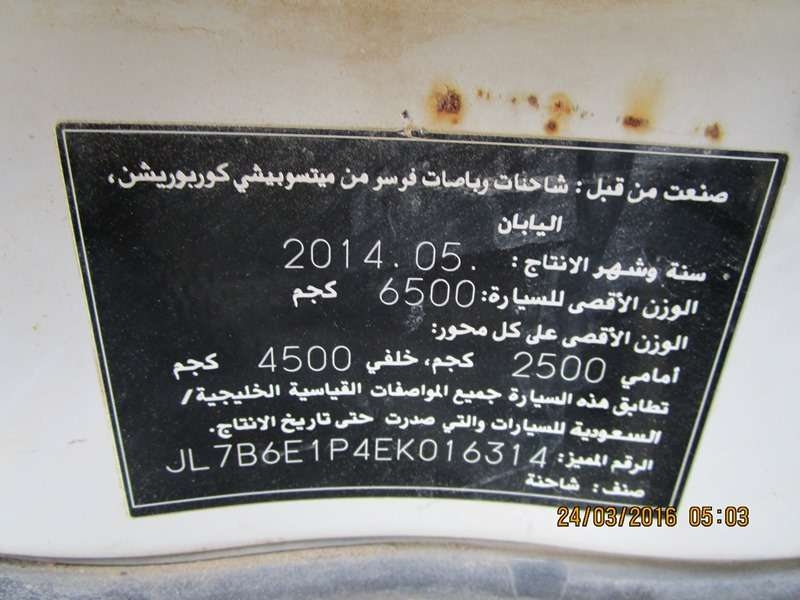 صنعت من قبل: شاحنات وباصات فوسو من ميتسوبيشي كوربوريشن،
اليابان
سنة وشهر الانتاج: 2014.05.
الوزن الأقصى للسيارة: 6500 كجم
الوزن الأقصى على كل محور:
أمامي 2500 كجم، خلفي 4500 كجم
تطابق هذه السيارة جميع المواصفات القياسية الخليجية/
السعودية للسيارات والتي صدرت حتى تاريخ الانتاج.
الرقم المميز: JL7B6E1P4EK016314
صنف: شاحنة
24/03/2016 05:03